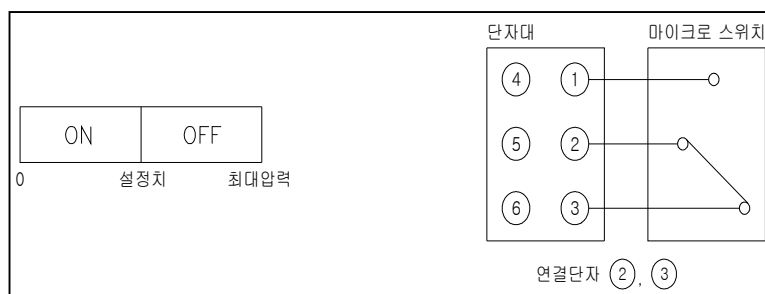 단자대 마이크로 스위치
④ ①
ON OFF
⑤ ②
0 설정치 최대압력
⑥ ③
연결단자 ②, ③